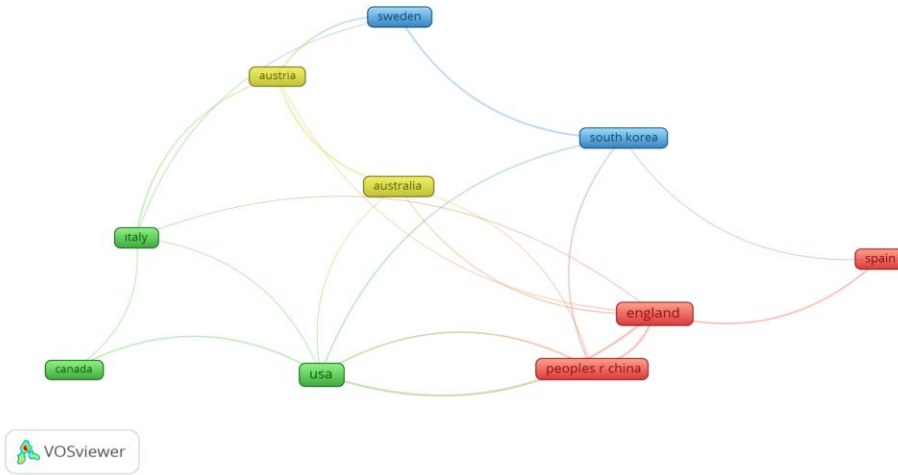 sweden
austria
south korea
australia
italy
spain
england
canada
usa
peoples r china
VOSviewer